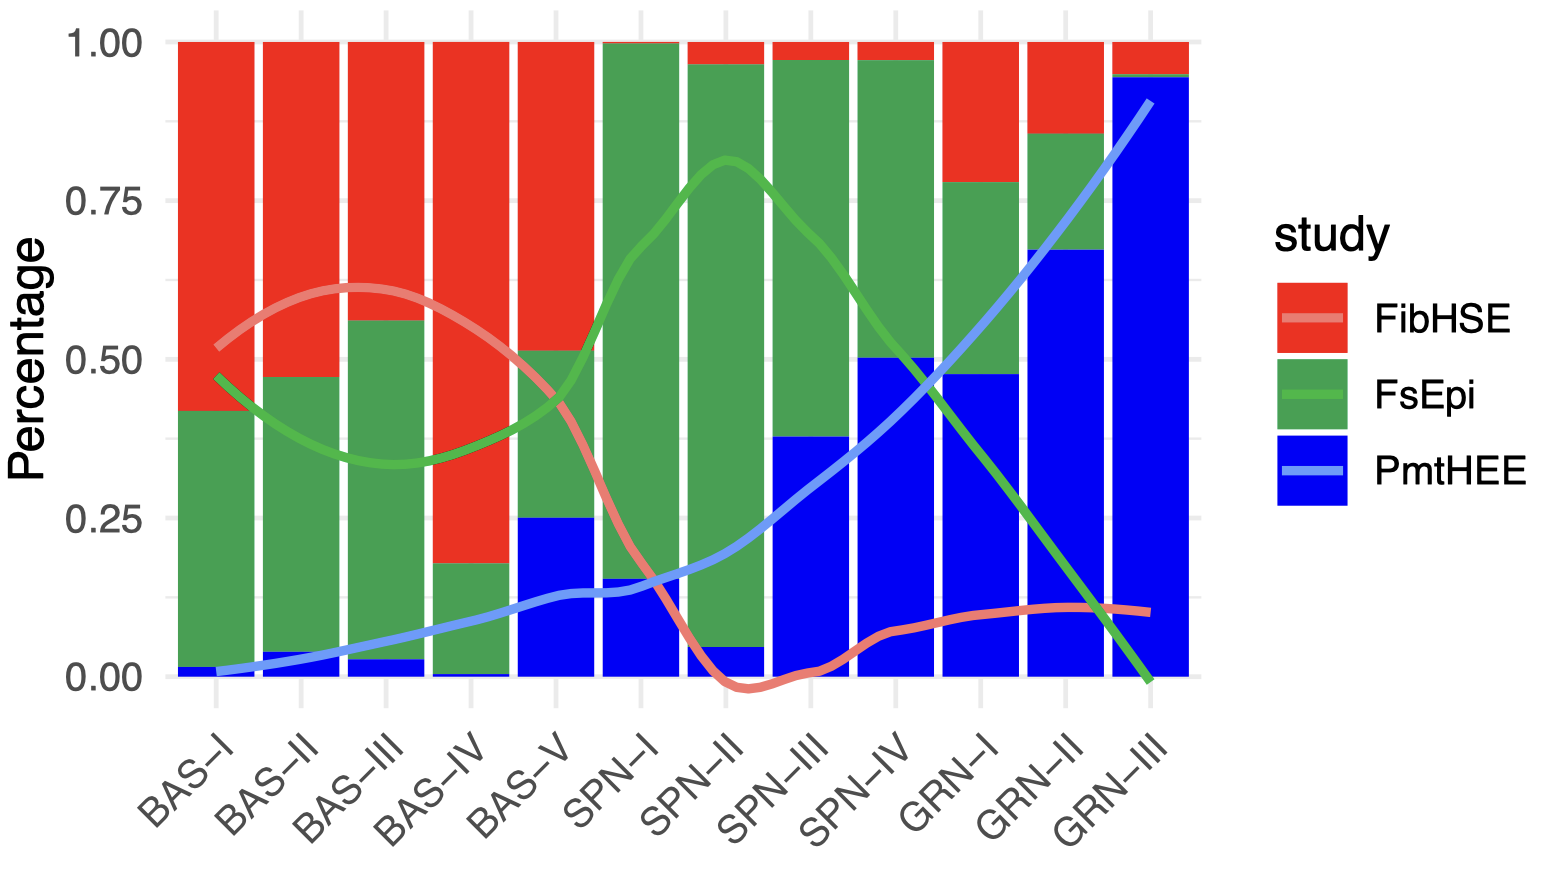 Percentage
1.00
0.75
0.50
0.25
0.00
BAS−I
BAS−II
BAS−III
BAS−IV
BAS−V
SPN−I
SPN−II
SPN−III
SPN−IV
GRN−I
GRN−II
GRN−III
study
FibHSE
FsEpi
PmtHEE